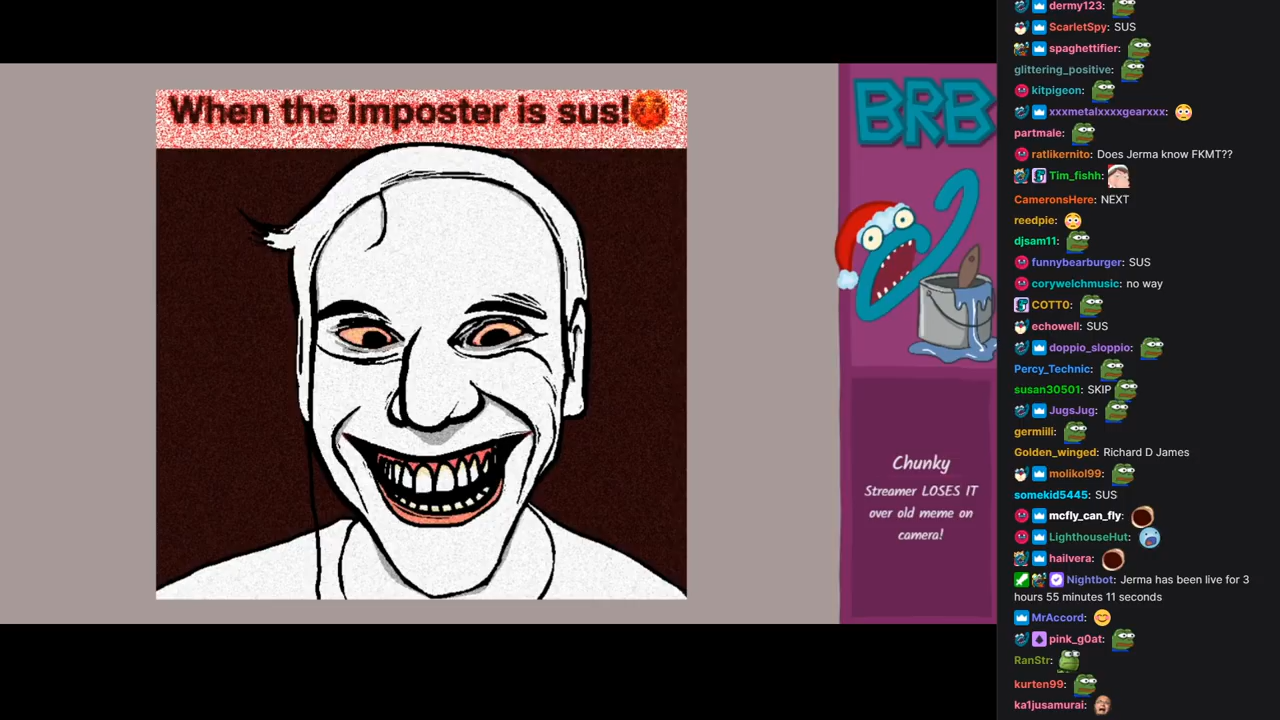 When the imposter is sus!
BRB
Chunky
Streamer LOSES IT
over old meme on
camera!
dermy123:
ScarletSpy: SUS
spaghettifier:
glittering_positive:
kitpigeon:
xxxmetalxxxxgearxxx:
partmale:
ratlikernito: Does Jerma know FKMT??
Tim_fishh:
CameronsHere: NEXT
reedpie:
djsam11:
funnybearburger: SUS
corywelchmusic: no way
COTT0:
echowell: SUS
doppio_sloppio:
Percy_Technic:
susan30501: SKIP
JugsJug:
germiili:
Golden_winged: Richard D James
molikol99:
somekid5445: SUS
mcfly_can_fly:
LighthouseHut:
hailvera:
Nightbot: Jerma has been live for 3
hours 55 minutes 11 seconds
MrAccord:
pink_g0at:
RanStr:
kurten99:
ka1jusamurai: